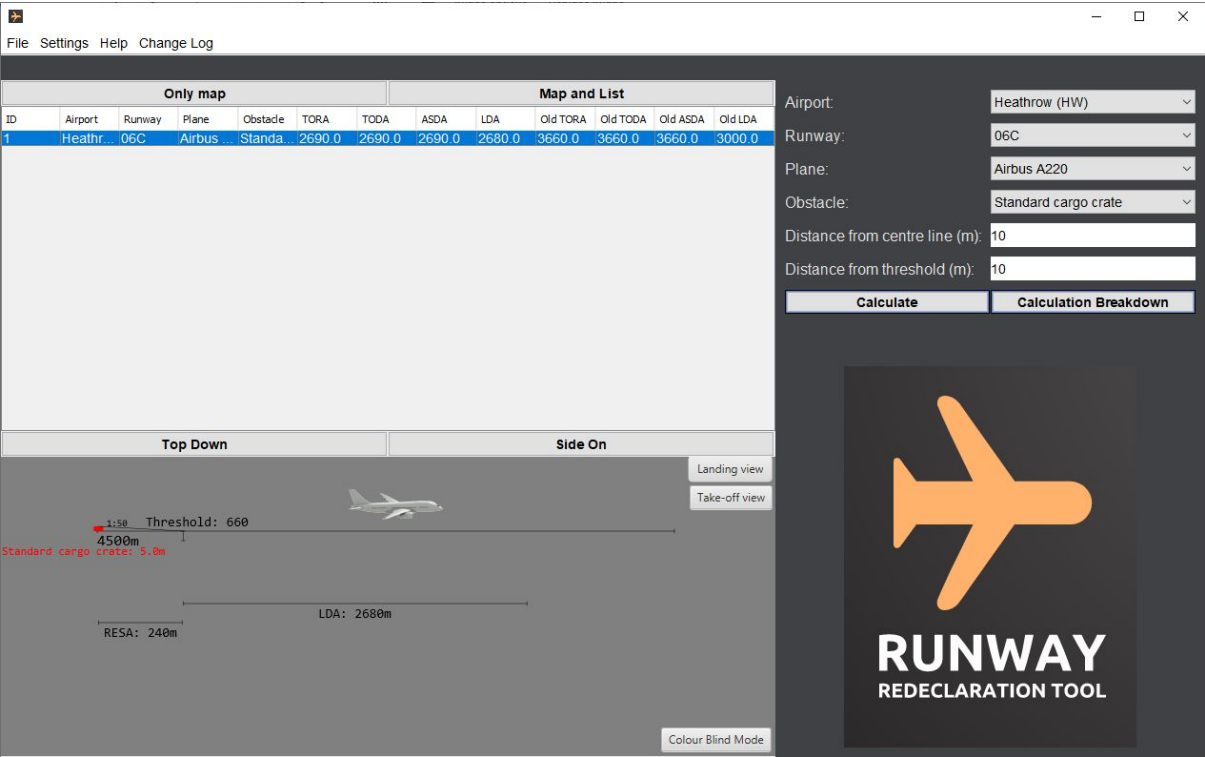 File Settings Help Change Log
Only map Map and List
ID Airport Runway Plane Obstacle TORA TODA ASDA LDA Old TORA Old TODA Old ASDA Old LDA
1 Heathr... 06C Airbus ... Standa... 2690.0 2690.0 2690.0 2680.0 3660.0 3660.0 3660.0 3000.0
Top Down Side On
Landing view
Take-off view
1:50 Threshold: 660
4500m
Standard cargo crate: 5.0m
LDA: 2680m
RESA: 240m
Colour Blind Mode
Airport: Heathrow (HW)
Runway: 06C
Plane: Airbus A220
Obstacle: Standard cargo crate
Distance from centre line (m): 10
Distance from threshold (m): 10
Calculate Calculation Breakdown
RUNWAY
REDECLARATION TOOL